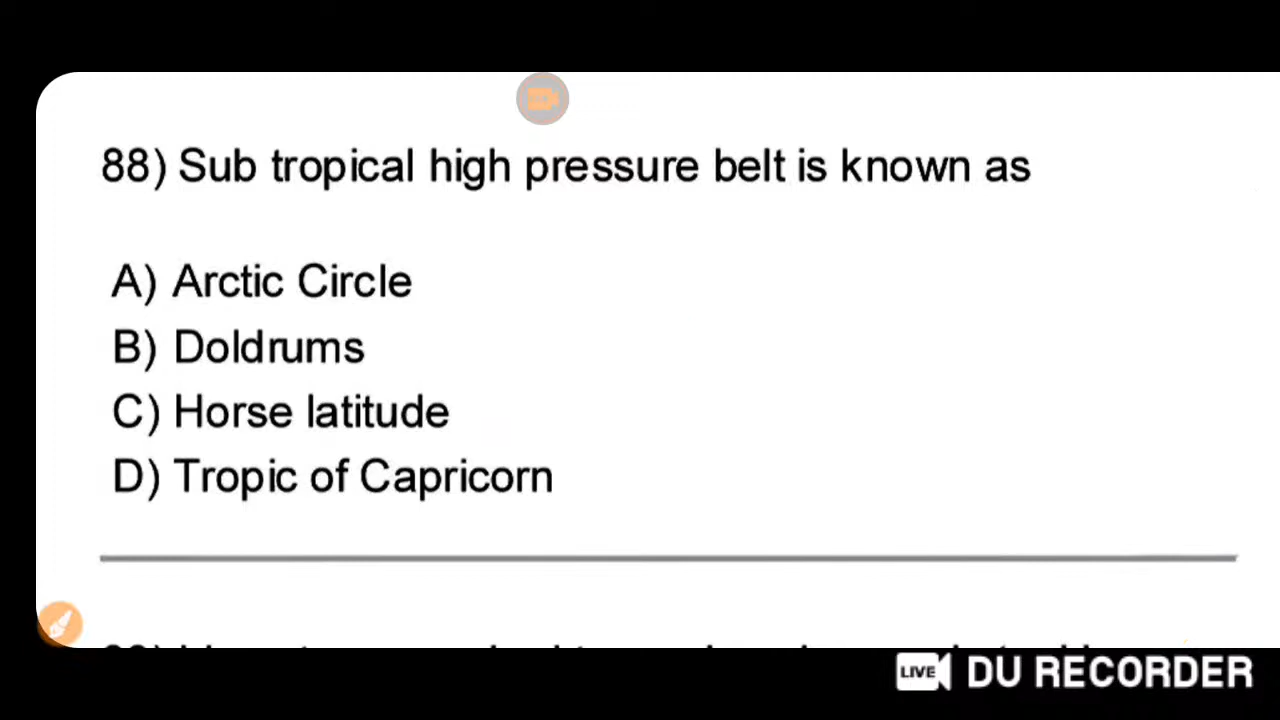 88) Sub tropical high pressure belt is known as
A) Arctic Circle
B) Doldrums
C) Horse latitude
D) Tropic of Capricorn
LIVE DU RECORDER